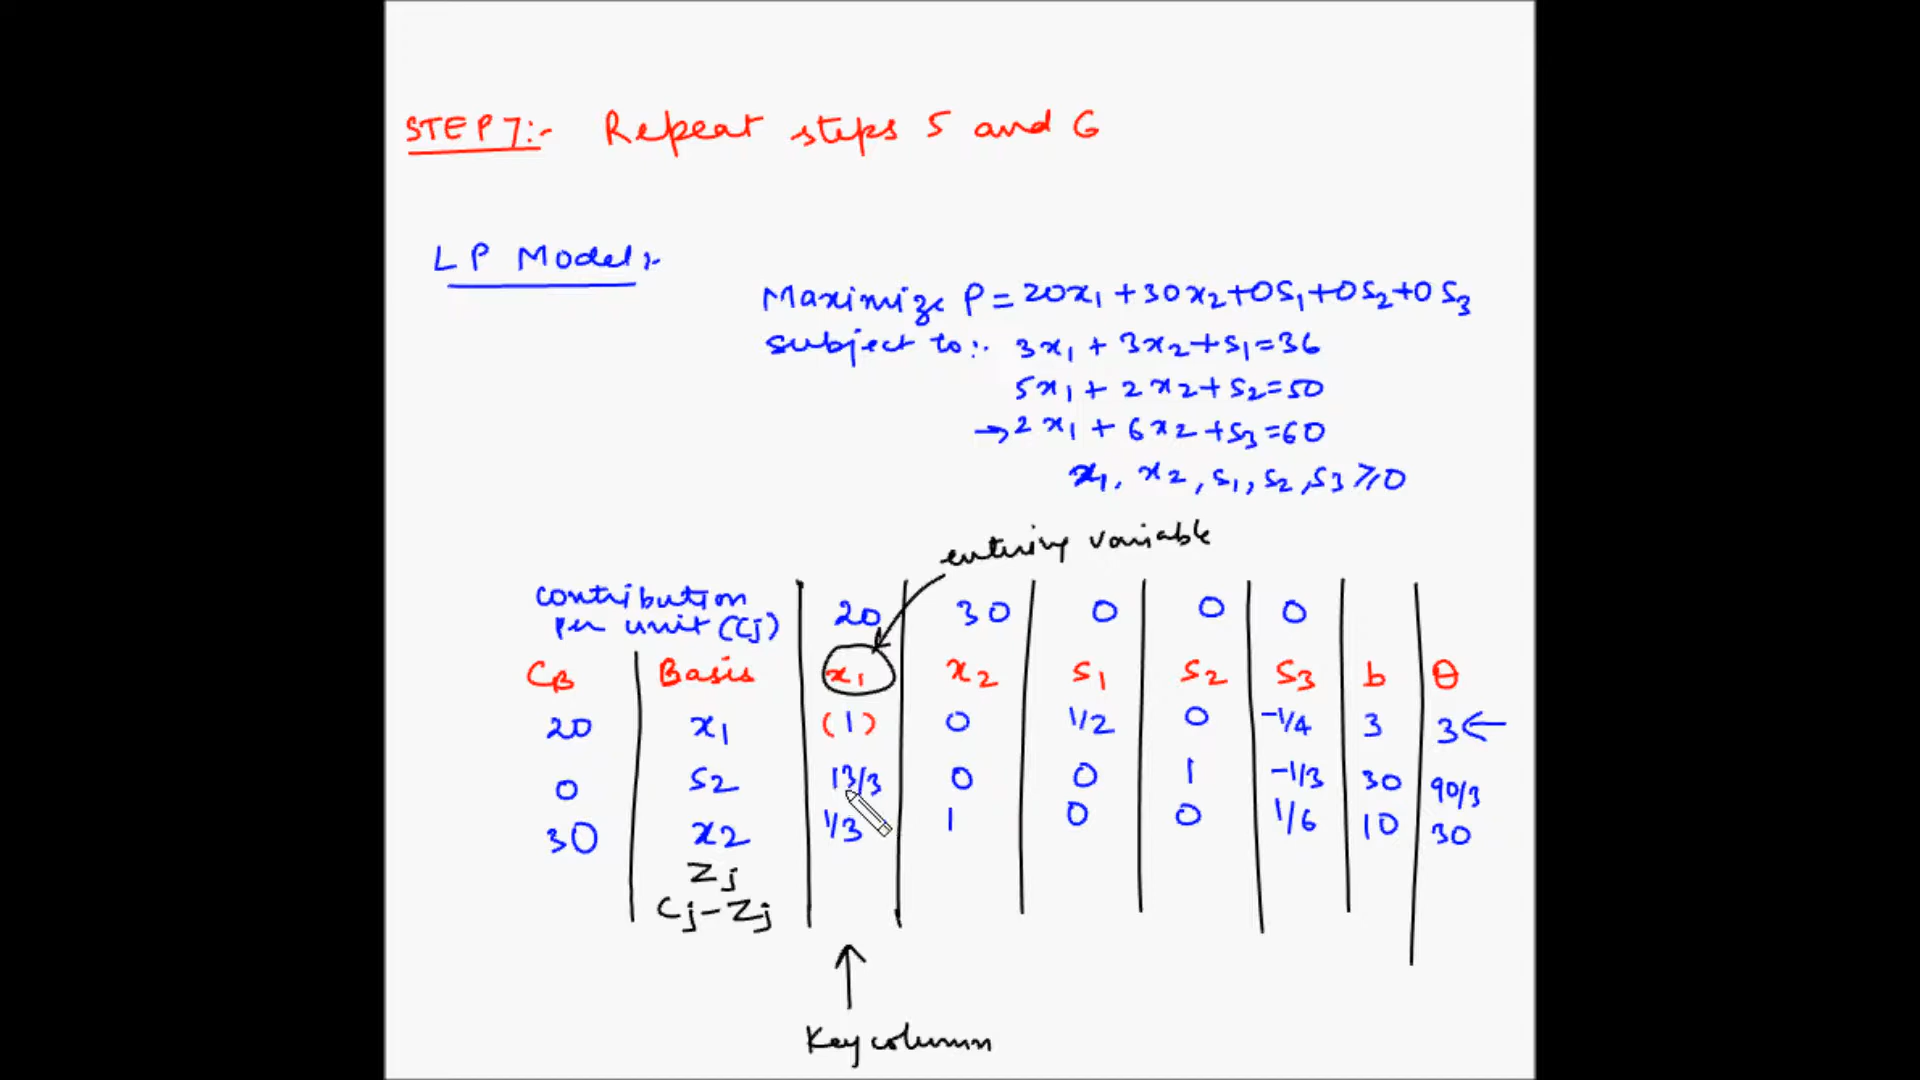 STEP 7:- Repeat steps 5 and 6
LP Model:-
Maximize P = 20x₁ + 30x₂ + 0S₁ + 0S₂ + 0S₃
subject to:- 3x₁ + 3x₂ + S₁ = 36
5x₁ + 2x₂ + S₂ = 50
→ 2x₁ + 6x₂ + S₃ = 60
x₁, x₂, S₁, S₂, S₃ ≥ 0
entering variable
contribution per unit (Cj) 20 30 0 0 0
CB Basis x₁ x₂ S₁ S₂ S₃ b θ
20 x₁ (1) 0 1/2 0 -1/4 3 3 ←
0 S₂ 13/3 0 0 1 -1/3 30 90/3
30 x₂ 1/3 1 0 0 1/6 10 30
Zj
Cj-Zj
Key column